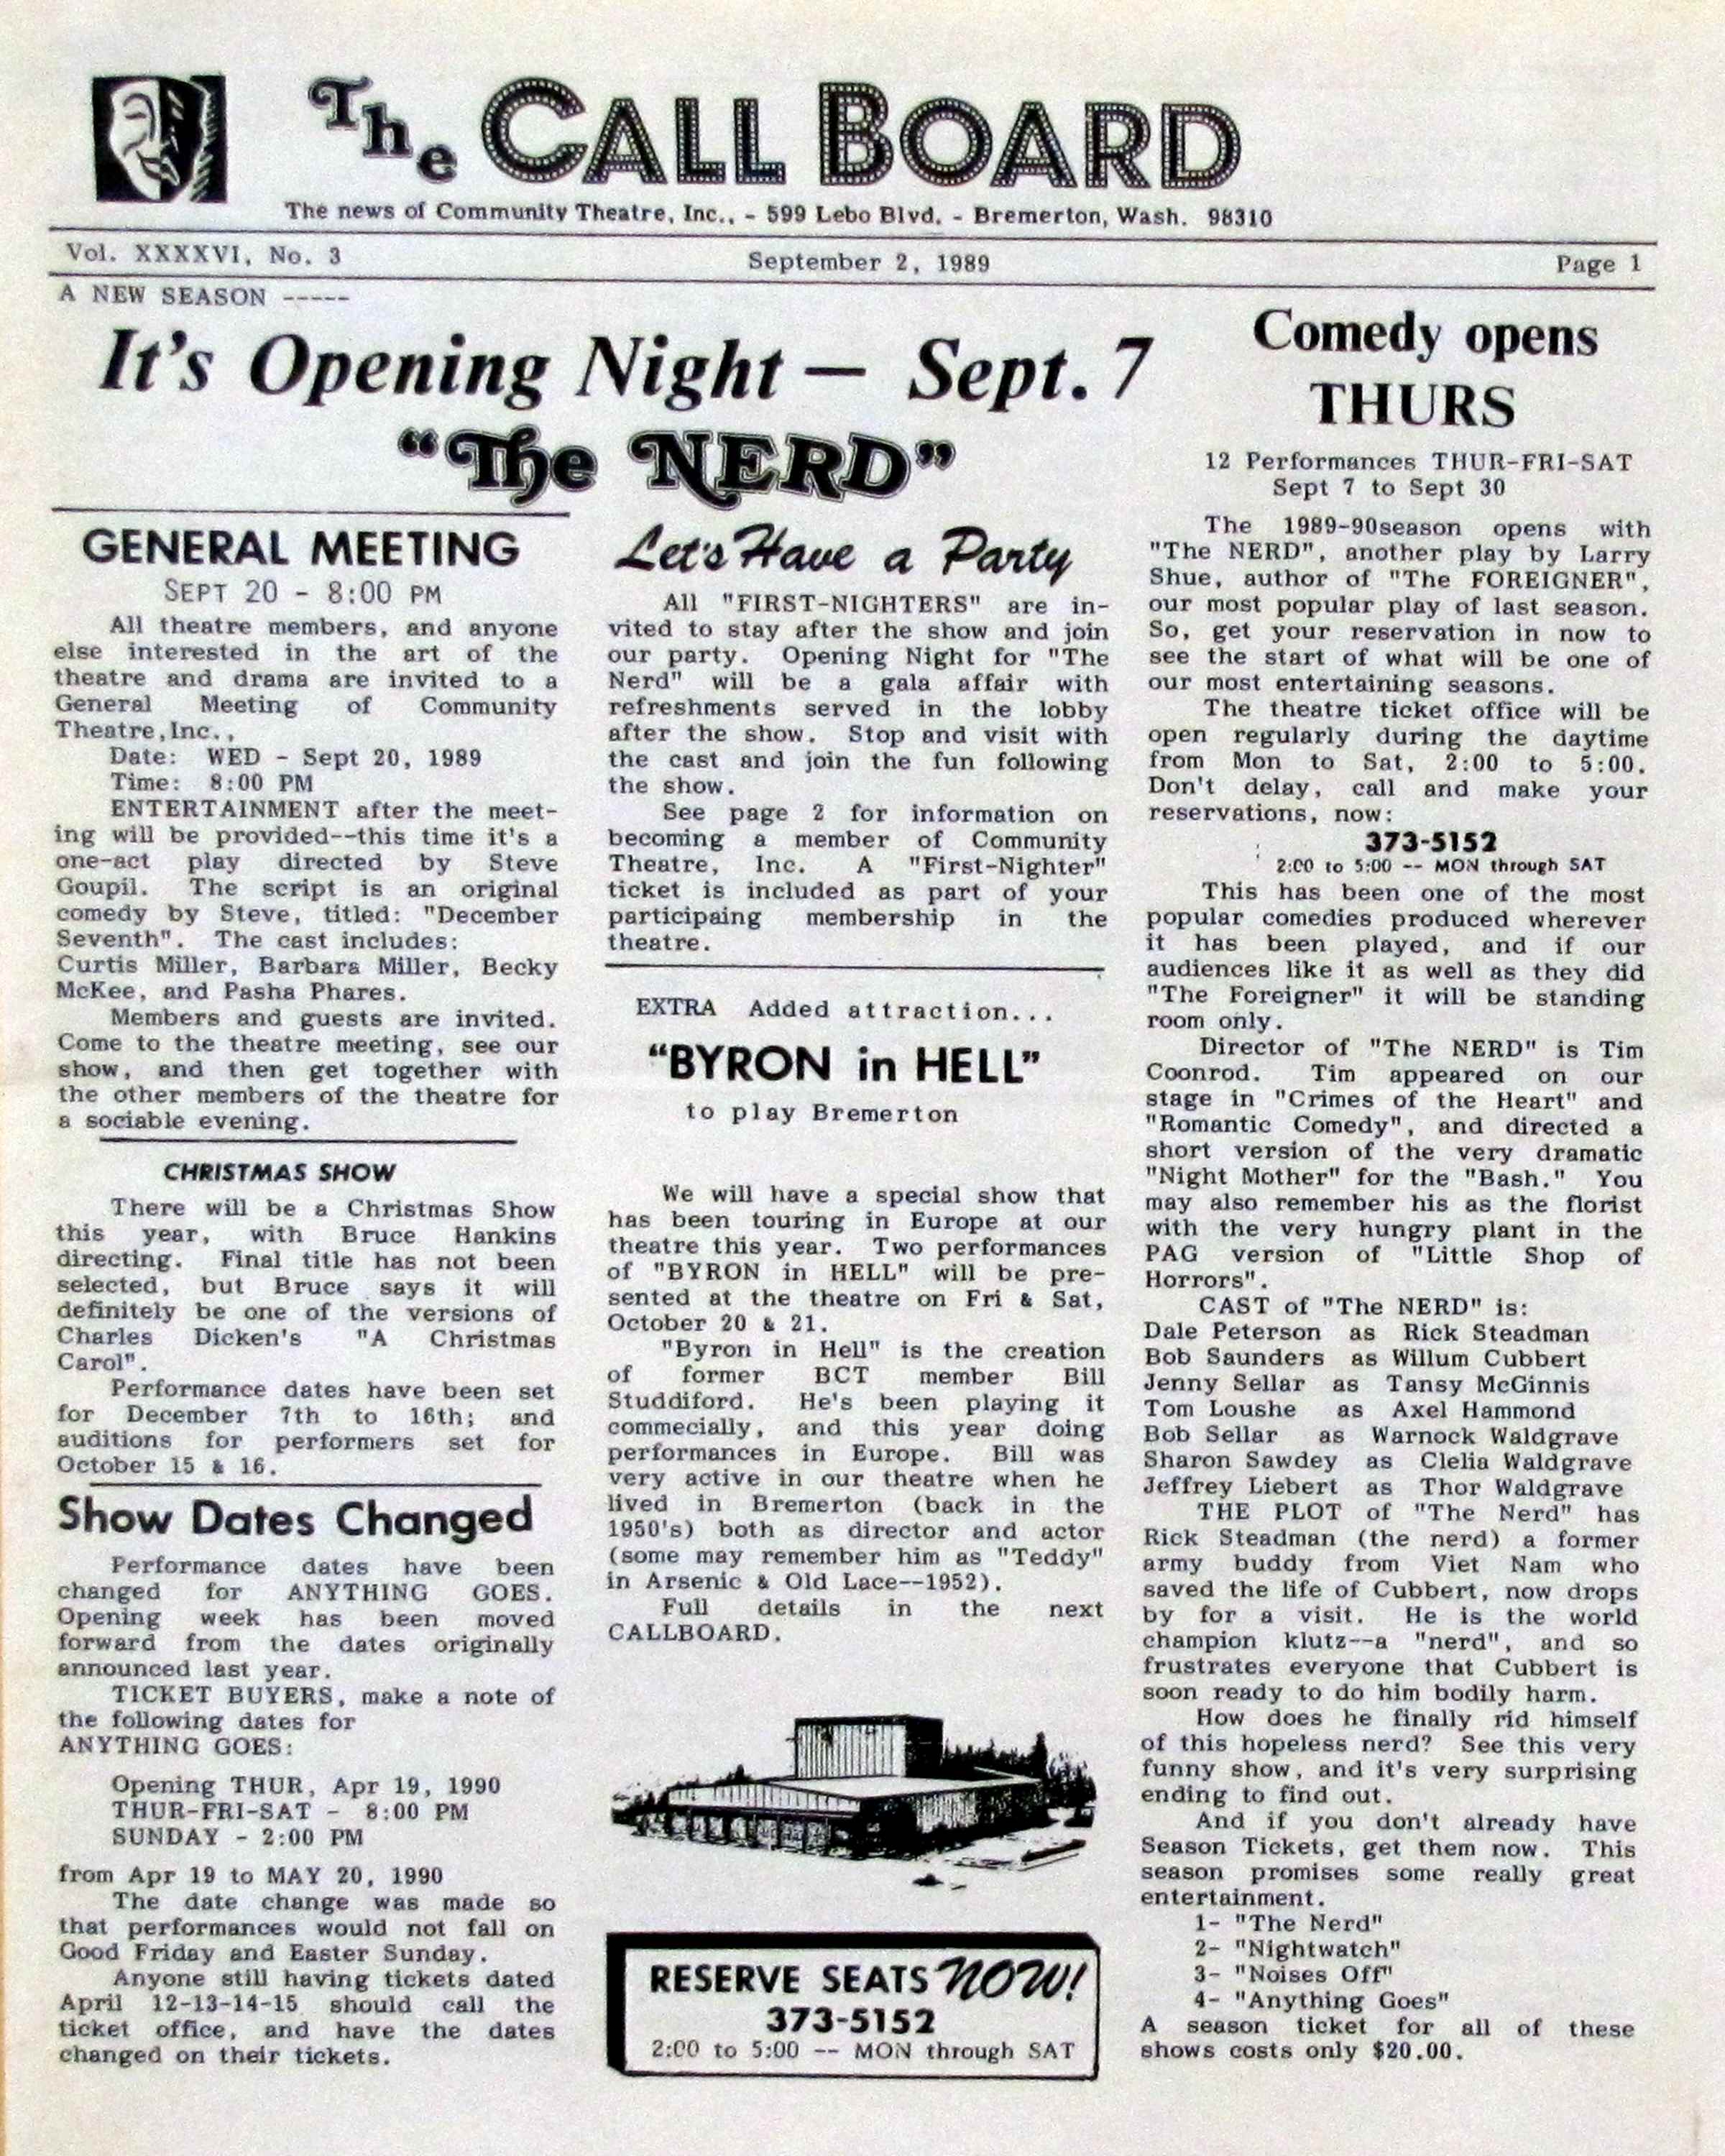 The CALL BOARD
The news of Community Theatre, Inc., - 599 Lebo Blvd. - Bremerton, Wash. 98310
Vol. XXXXVI, No. 3 September 2, 1989 Page 1
A NEW SEASON -----
It's Opening Night — Sept. 7
"The NERD"
GENERAL MEETING
SEPT 20 - 8:00 PM
All theatre members, and anyone
else interested in the art of the
theatre and drama are invited to a
General Meeting of Community
Theatre,Inc.,
Date: WED - Sept 20, 1989
Time: 8:00 PM
ENTERTAINMENT after the meet-
ing will be provided--this time it's a
one-act play directed by Steve
Goupil. The script is an original
comedy by Steve, titled: "December
Seventh". The cast includes:
Curtis Miller, Barbara Miller, Becky
McKee, and Pasha Phares.
Members and guests are invited.
Come to the theatre meeting, see our
show, and then get together with
the other members of the theatre for
a sociable evening.
CHRISTMAS SHOW
There will be a Christmas Show
this year, with Bruce Hankins
directing. Final title has not been
selected, but Bruce says it will
definitely be one of the versions of
Charles Dicken's "A Christmas
Carol".
Performance dates have been set
for December 7th to 16th; and
auditions for performers set for
October 15 & 16.
Show Dates Changed
Performance dates have been
changed for ANYTHING GOES.
Opening week has been moved
forward from the dates originally
announced last year.
TICKET BUYERS, make a note of
the following dates for
ANYTHING GOES:
Opening THUR, Apr 19, 1990
THUR-FRI-SAT - 8:00 PM
SUNDAY - 2:00 PM
from Apr 19 to MAY 20, 1990
The date change was made so
that performances would not fall on
Good Friday and Easter Sunday.
Anyone still having tickets dated
April 12-13-14-15 should call the
ticket office, and have the dates
changed on their tickets.
Let's Have a Party
All "FIRST-NIGHTERS" are in-
vited to stay after the show and join
our party. Opening Night for "The
Nerd" will be a gala affair with
refreshments served in the lobby
after the show. Stop and visit with
the cast and join the fun following
the show.
See page 2 for information on
becoming a member of Community
Theatre, Inc. A "First-Nighter"
ticket is included as part of your
participaing membership in the
theatre.
EXTRA Added attraction...
"BYRON in HELL"
to play Bremerton
We will have a special show that
has been touring in Europe at our
theatre this year. Two performances
of "BYRON in HELL" will be pre-
sented at the theatre on Fri & Sat,
October 20 & 21.
"Byron in Hell" is the creation
of former BCT member Bill
Studdiford. He's been playing it
commecially, and this year doing
performances in Europe. Bill was
very active in our theatre when he
lived in Bremerton (back in the
1950's) both as director and actor
(some may remember him as "Teddy"
in Arsenic & Old Lace--1952).
Full details in the next
CALLBOARD.
RESERVE SEATS NOW!
373-5152
2:00 to 5:00 -- MON through SAT
Comedy opens
THURS
12 Performances THUR-FRI-SAT
Sept 7 to Sept 30
The 1989-90season opens with
"The NERD", another play by Larry
Shue, author of "The FOREIGNER",
our most popular play of last season.
So, get your reservation in now to
see the start of what will be one of
our most entertaining seasons.
The theatre ticket office will be
open regularly during the daytime
from Mon to Sat, 2:00 to 5:00.
Don't delay, call and make your
reservations, now:
373-5152
2:00 to 5:00 -- MON through SAT
This has been one of the most
popular comedies produced wherever
it has been played, and if our
audiences like it as well as they did
"The Foreigner" it will be standing
room only.
Director of "The NERD" is Tim
Coonrod. Tim appeared on our
stage in "Crimes of the Heart" and
"Romantic Comedy", and directed a
short version of the very dramatic
"Night Mother" for the "Bash." You
may also remember his as the florist
with the very hungry plant in the
PAG version of "Little Shop of
Horrors".
CAST of "The NERD" is:
Dale Peterson as Rick Steadman
Bob Saunders as Willum Cubbert
Jenny Sellar as Tansy McGinnis
Tom Loushe as Axel Hammond
Bob Sellar as Warnock Waldgrave
Sharon Sawdey as Clelia Waldgrave
Jeffrey Liebert as Thor Waldgrave
THE PLOT of "The Nerd" has
Rick Steadman (the nerd) a former
army buddy from Viet Nam who
saved the life of Cubbert, now drops
by for a visit. He is the world
champion klutz--a "nerd", and so
frustrates everyone that Cubbert is
soon ready to do him bodily harm.
How does he finally rid himself
of this hopeless nerd? See this very
funny show, and it's very surprising
ending to find out.
And if you don't already have
Season Tickets, get them now. This
season promises some really great
entertainment.
1- "The Nerd"
2- "Nightwatch"
3- "Noises Off"
4- "Anything Goes"
A season ticket for all of these
shows costs only $20.00.